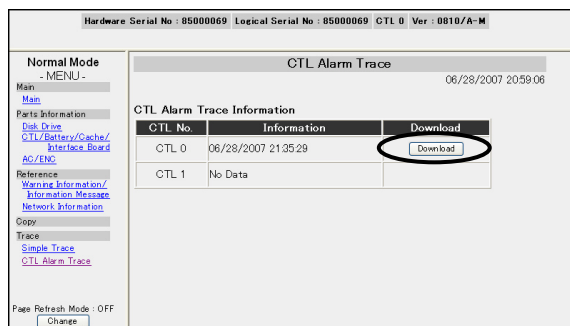 Hardware Serial No : 85000069 Logical Serial No : 85000069 CTL 0 Ver : 0810/A-M
Normal Mode
- MENU -
Main
Main
Parts Information
Disk Drive
CTL/Battery/Cache/
Interface Board
AC/ENC
Reference
Warning Information/
Information Message
Network Information
Copy
Trace
Simple Trace
CTL Alarm Trace
Page Refresh Mode : OFF
Change
CTL Alarm Trace
06/28/2007 20:59:06
CTL Alarm Trace Information
CTL No. Information Download
CTL 0 06/28/2007 21:35:29 Download
CTL 1 No Data